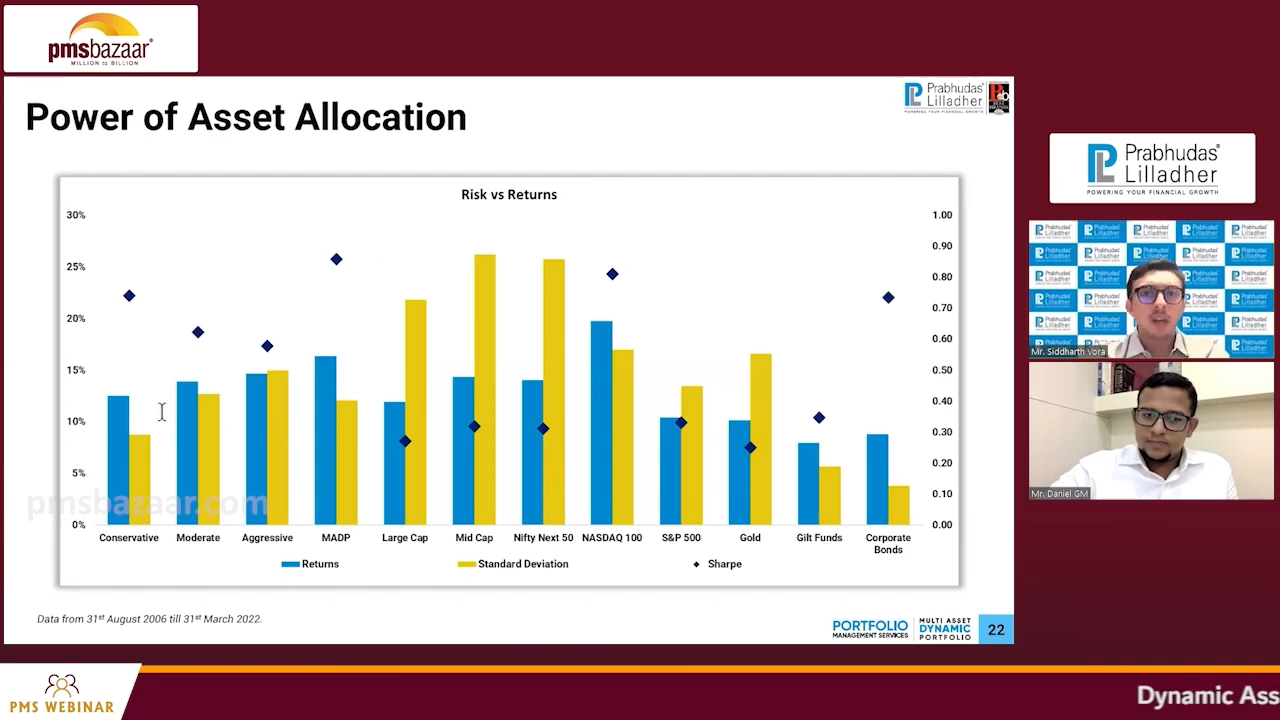 pmsbazaar
MILLION to BILLION
Power of Asset Allocation
Prabhudas
Lilladher
POWERING YOUR FINANCIAL GROWTH
Risk vs Returns
30%
25%
20%
15%
10%
5%
0%
1.00
0.90
0.80
0.70
0.60
0.50
0.40
0.30
0.20
0.10
0.00
pmsbazaar.com
Conservative Moderate Aggressive MADP Large Cap Mid Cap Nifty Next 50 NASDAQ 100 S&P 500 Gold Gilt Funds Corporate
Bonds
Returns Standard Deviation Sharpe
Data from 31st August 2006 till 31st March 2022.
PORTFOLIO
MANAGEMENT SERVICES
MULTI ASSET
DYNAMIC
PORTFOLIO
22
Prabhudas
Lilladher
POWERING YOUR FINANCIAL GROWTH
Mr. Siddharth Vora
Mr. Daniel GM
PMS WEBINAR
Dynamic Ass